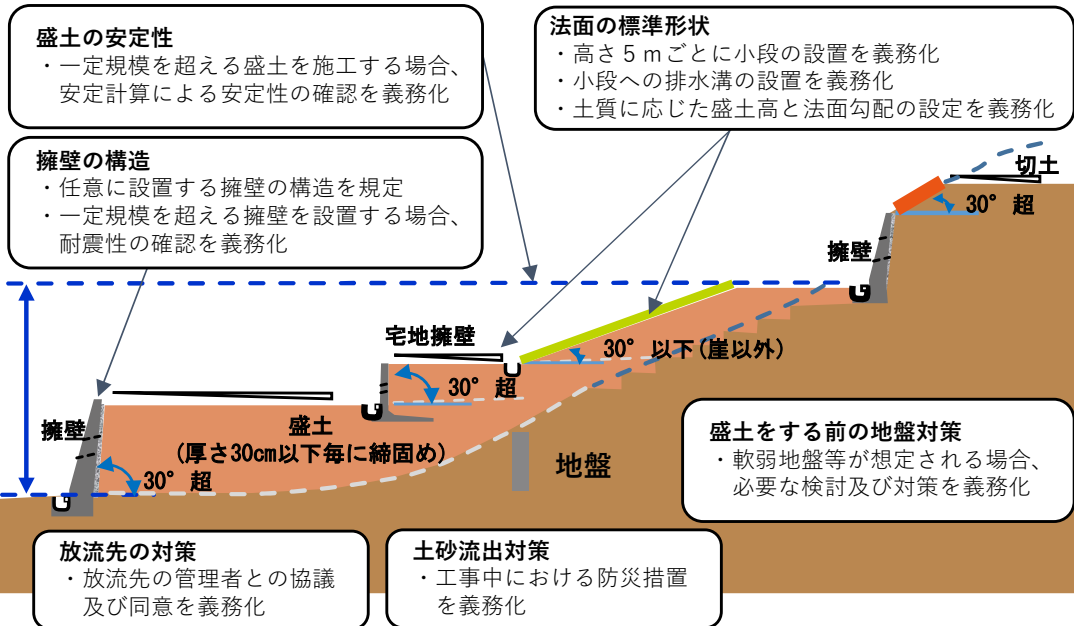 盛土の安定性
・一定規模を超える盛土を施工する場合、
安定計算による安定性の確認を義務化
法面の標準形状
・高さ５ｍごとに小段の設置を義務化
・小段への排水溝の設置を義務化
・土質に応じた盛土高と法面勾配の設定を義務化
擁壁の構造
・任意に設置する擁壁の構造を規定
・一定規模を超える擁壁を設置する場合、
耐震性の確認を義務化
切土
30° 超
擁壁
宅地擁壁
30° 以下(崖以外)
30° 超
擁壁
盛土
(厚さ30cm以下毎に締固め)
30° 超
地盤
盛土をする前の地盤対策
・軟弱地盤等が想定される場合、
必要な検討及び対策を義務化
放流先の対策
・放流先の管理者との協議
及び同意を義務化
土砂流出対策
・工事中における防災措置
を義務化